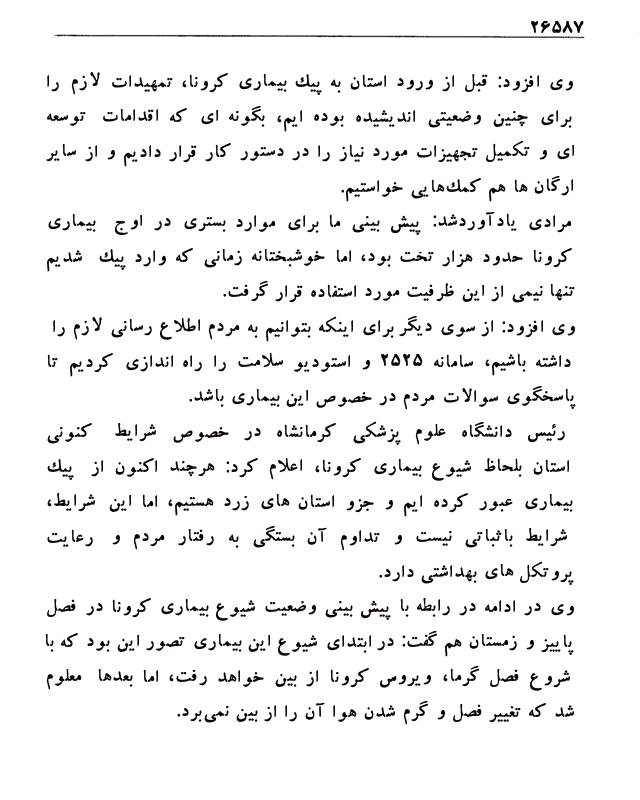 ۲۶۵۸۷
وی افزود: قبل از ورود استان به پیك بیماری کرونا، تمهیدات لازم را
برای چنین وضعیتی اندیشیده بوده ایم، بگونه ای که اقدامات توسعه
ای و تکمیل تجهیزات مورد نیاز را در دستور کار قرار دادیم و از سایر
ارگان ها هم کمك‌هایی خواستیم.
مرادی یادآوردشد: پیش بینی ما برای موارد بستری در اوج بیماری
کرونا حدود هزار تخت بود، اما خوشبختانه زمانی که وارد پیك شدیم
تنها نیمی از این ظرفیت مورد استفاده قرار گرفت.
وی افزود: از سوی دیگر برای اینکه بتوانیم به مردم اطلاع رسانی لازم را
داشته باشیم، سامانه ۲۵۲۵ و استودیو سلامت را راه اندازی کردیم تا
پاسخگوی سوالات مردم در خصوص این بیماری باشد.
رئیس دانشگاه علوم پزشکی کرمانشاه در خصوص شرایط کنونی
استان بلحاظ شیوع بیماری کرونا، اعلام کرد: هرچند اکنون از پیك
بیماری عبور کرده ایم و جزو استان های زرد هستیم، اما این شرایط،
شرایط باثباتی نیست و تداوم آن بستگی به رفتار مردم و رعایت
پروتکل های بهداشتی دارد.
وی در ادامه در رابطه با پیش بینی وضعیت شیوع بیماری کرونا در فصل
پاییز و زمستان هم گفت: در ابتدای شیوع این بیماری تصور این بود که با
شروع فصل گرما، ویروس کرونا از بین خواهد رفت، اما بعدها معلوم
شد که تغییر فصل و گرم شدن هوا آن را از بین نمی‌برد.